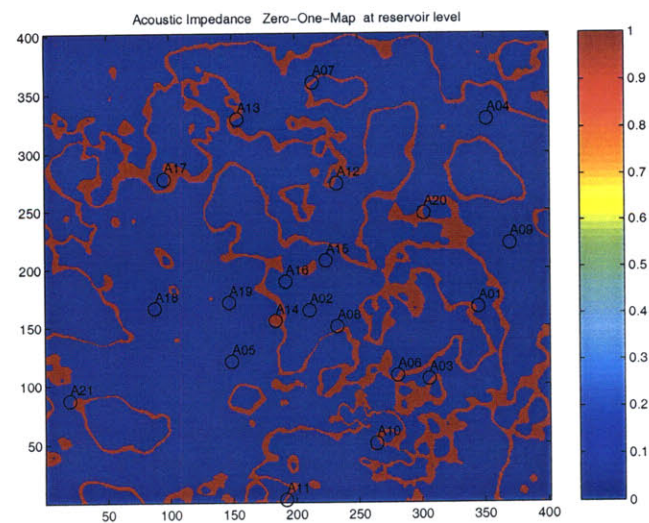 Acoustic Impedance Zero-One-Map at reservoir level
400
350
300
250
200
150
100
50
50
100
150
200
250
300
350
400
A07
A13
A04
A17
A12
A20
A09
A15
A16
A18
A19
A02
A01
A14
A08
A05
A06
A03
A21
A10
A11
1
0.9
0.8
0.7
0.6
0.5
0.4
0.3
0.2
0.1
0